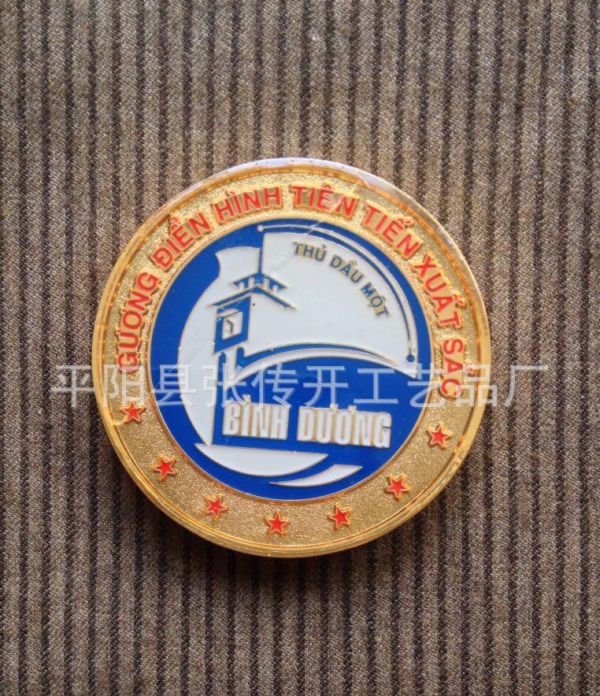 GƯƠNG ĐIỂN HÌNH TIÊN TIẾN XUẤT SẮC
THỦ DẦU MỘT
平阳县张传开工艺品厂
BÌNH DƯƠNG